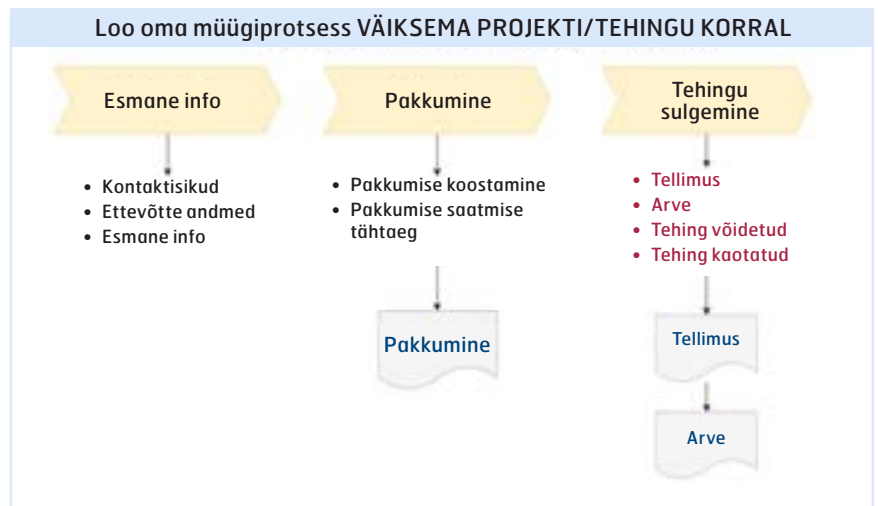 Loo oma müügiprotsess VÄIKSEMA PROJEKTI/TEHINGU KORRAL
Esmane info
Pakkumine
Tehingu
sulgemine
• Kontaktisikud
• Ettevõtte andmed
• Esmane info
• Pakkumise koostamine
• Pakkumise saatmise
tähtaeg
• Tellimus
• Arve
• Tehing võidetud
• Tehing kaotatud
Pakkumine
Tellimus
Arve